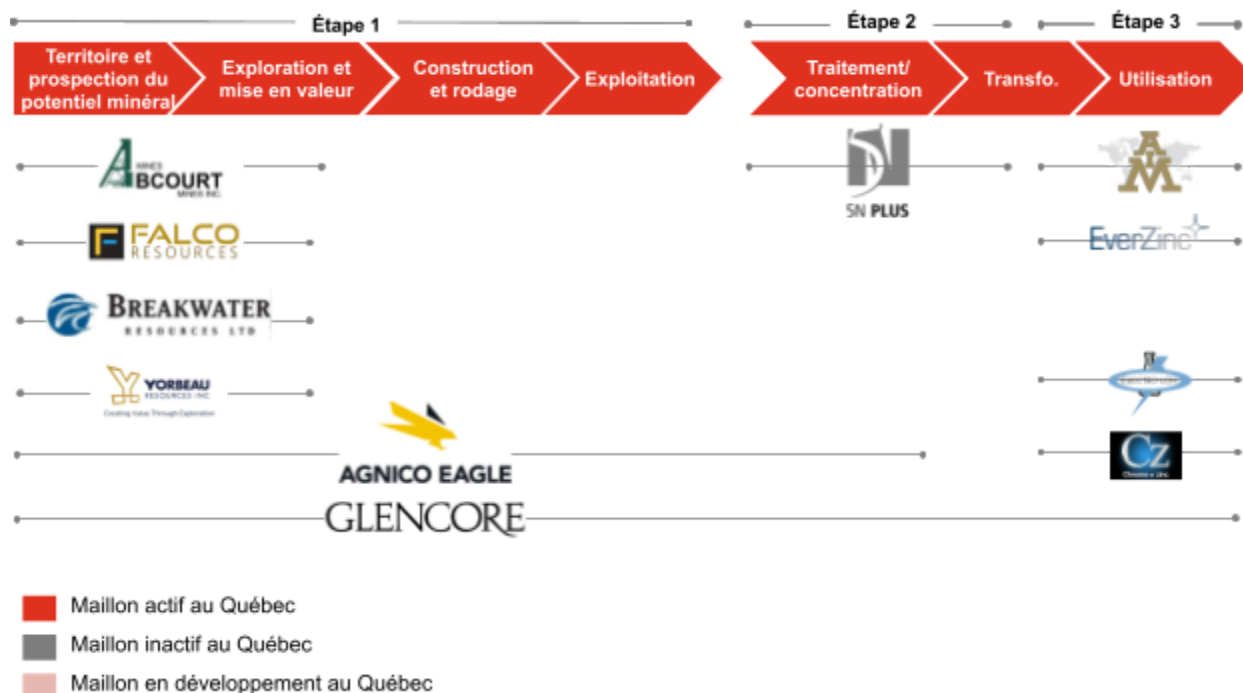 Étape 1
Étape 2
Étape 3
Territoire et
prospection du
potentiel minéral
Exploration et
mise en valeur
Construction
et rodage
Exploitation
Traitement/
concentration
Transfo.
Utilisation
MINES
ABCOURT
MINES INC.
SN PLUS
AIM
FALCO
RESOURCES
EverZinc
BREAKWATER
RESOURCES LTD
YORBEAU
RESOURCES INC
Creating Value Through Exploration
AGNICO EAGLE
Cz
GLENCORE
Maillon actif au Québec
Maillon inactif au Québec
Maillon en développement au Québec